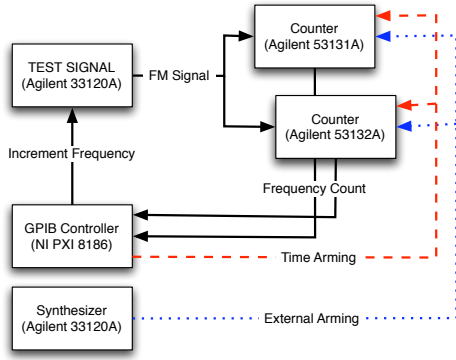 Counter
(Agilent 53131A)
TEST SIGNAL
(Agilent 33120A)
FM Signal
Counter
(Agilent 53132A)
Increment Frequency
Frequency Count
GPIB Controller
(NI PXI 8186)
Time Arming
Synthesizer
(Agilent 33120A)
External Arming